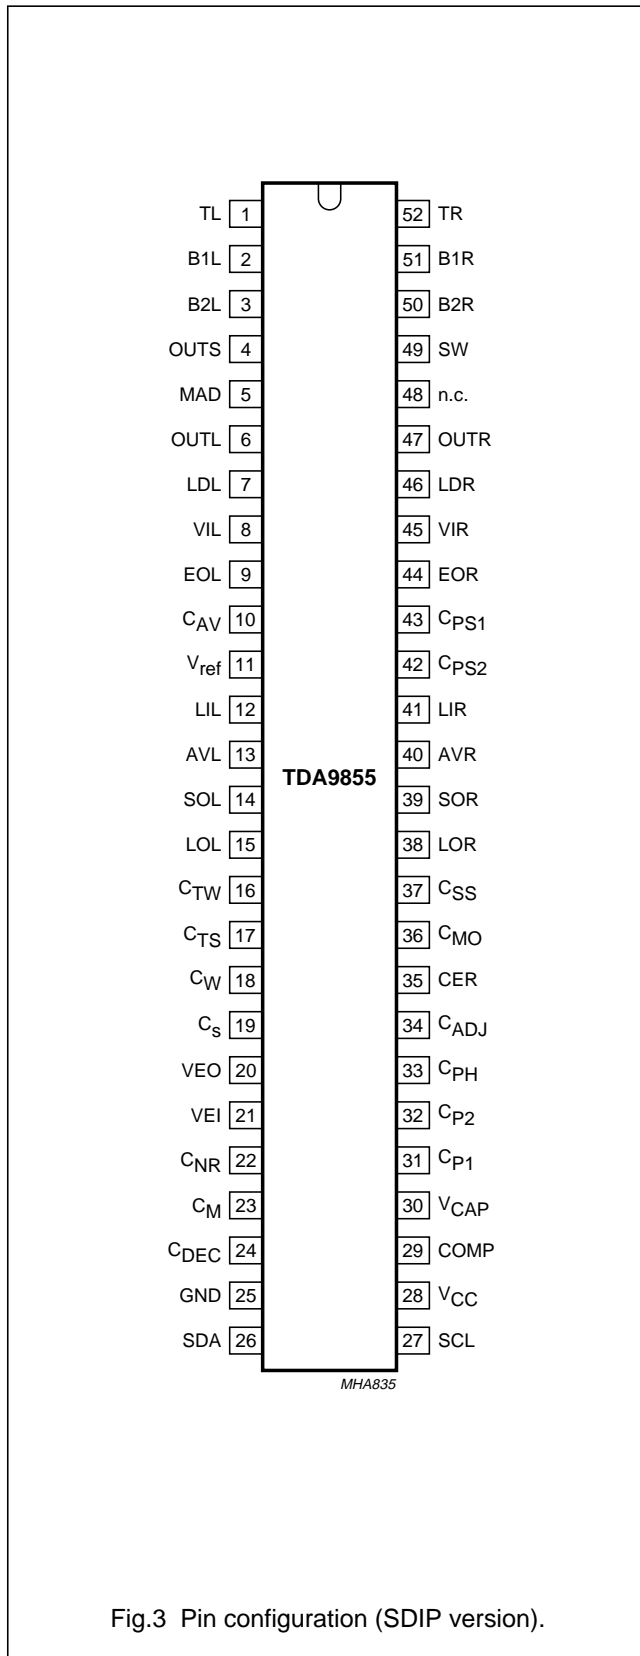 TL 1 52 TR
B1L 2 51 B1R
B2L 3 50 B2R
OUTS 4 49 SW
MAD 5 48 n.c.
OUTL 6 47 OUTR
LDL 7 46 LDR
VIL 8 45 VIR
EOL 9 44 EOR
CAV 10 43 CPS1
Vref 11 42 CPS2
LIL 12 41 LIR
AVL 13 40 AVR
TDA9855
SOL 14 39 SOR
LOL 15 38 LOR
CTW 16 37 CSS
CTS 17 36 CMO
CW 18 35 CER
Cs 19 34 CADJ
VEO 20 33 CPH
VEI 21 32 CP2
CNR 22 31 CP1
CM 23 30 VCAP
CDEC 24 29 COMP
GND 25 28 VCC
SDA 26 27 SCL
MHA835
Fig.3 Pin configuration (SDIP version).